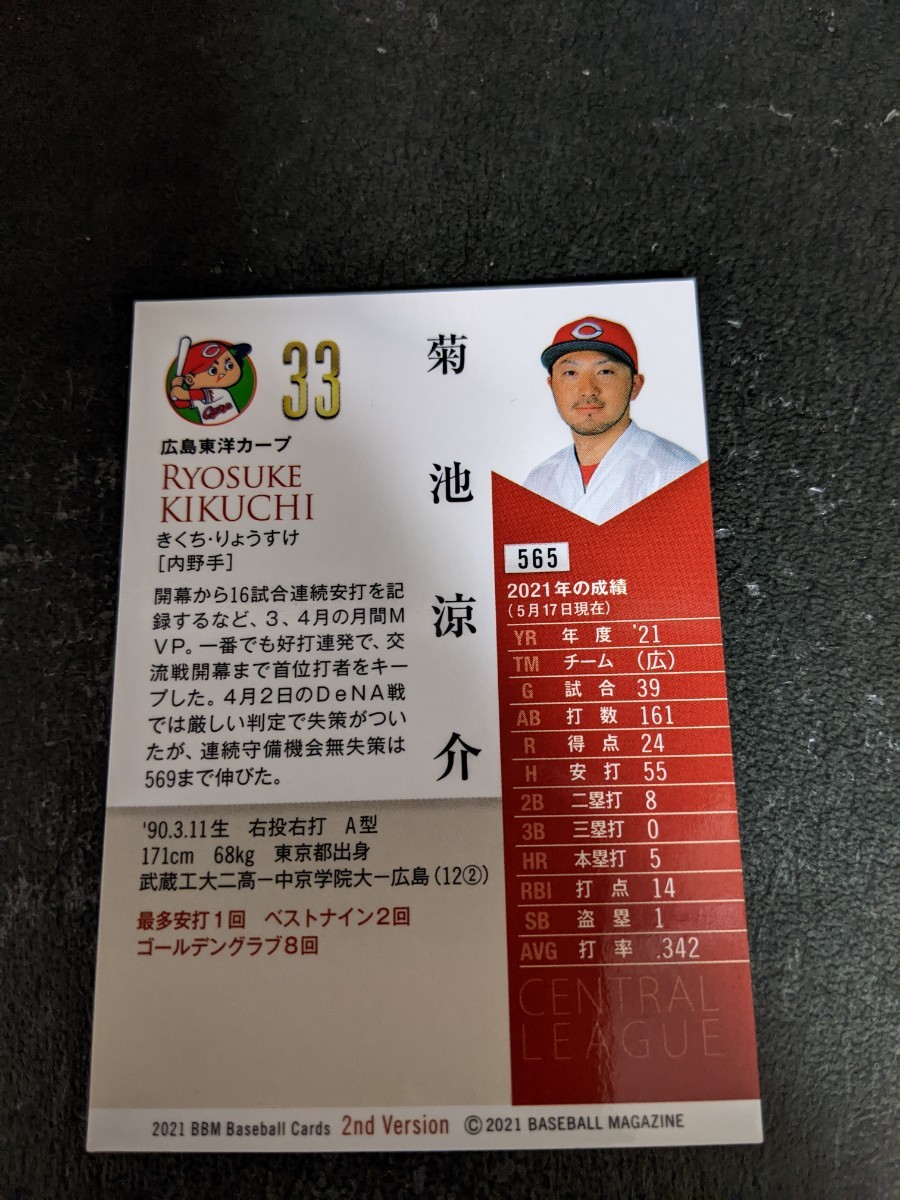 33
広島東洋カープ
RYOSUKE
KIKUCHI
きくち・りょうすけ
［内野手］
菊池涼介
開幕から16試合連続安打を記
録するなど、3、4月の月間M
VP。一番でも好打連発で、交
流戦開幕まで首位打者をキー
プした。4月2日のDeNA戦
では厳しい判定で失策がつい
たが、連続守備機会無失策は
569まで伸びた。
'90.3.11生 右投右打 A型
171cm 68kg 東京都出身
武蔵工大二高ー中京学院大ー広島（12②）
最多安打1回 ベストナイン2回
ゴールデングラブ8回
C
565
2021年の成績
（5月17日現在）
YR 年度 '21
TM チーム （広）
G 試合 39
AB 打数 161
R 得点 24
H 安打 55
2B 二塁打 8
3B 三塁打 0
HR 本塁打 5
RBI 打点 14
SB 盗塁 1
AVG 打率 .342
CENTRAL
LEAGUE
2021 BBM Baseball Cards 2nd Version ©2021 BASEBALL MAGAZINE